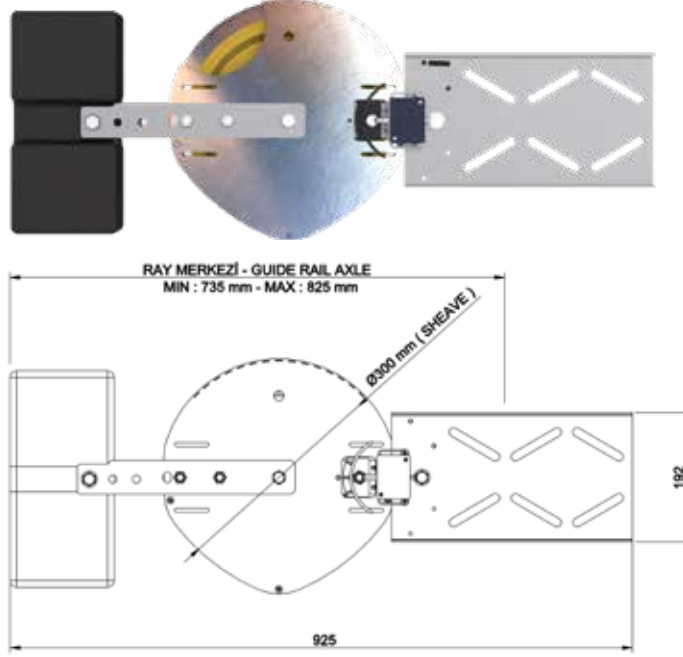 RAY MERKEZİ - GUIDE RAIL AXLE
MIN : 735 mm - MAX : 825 mm
Ø300 mm ( SHEAVE )
192
925